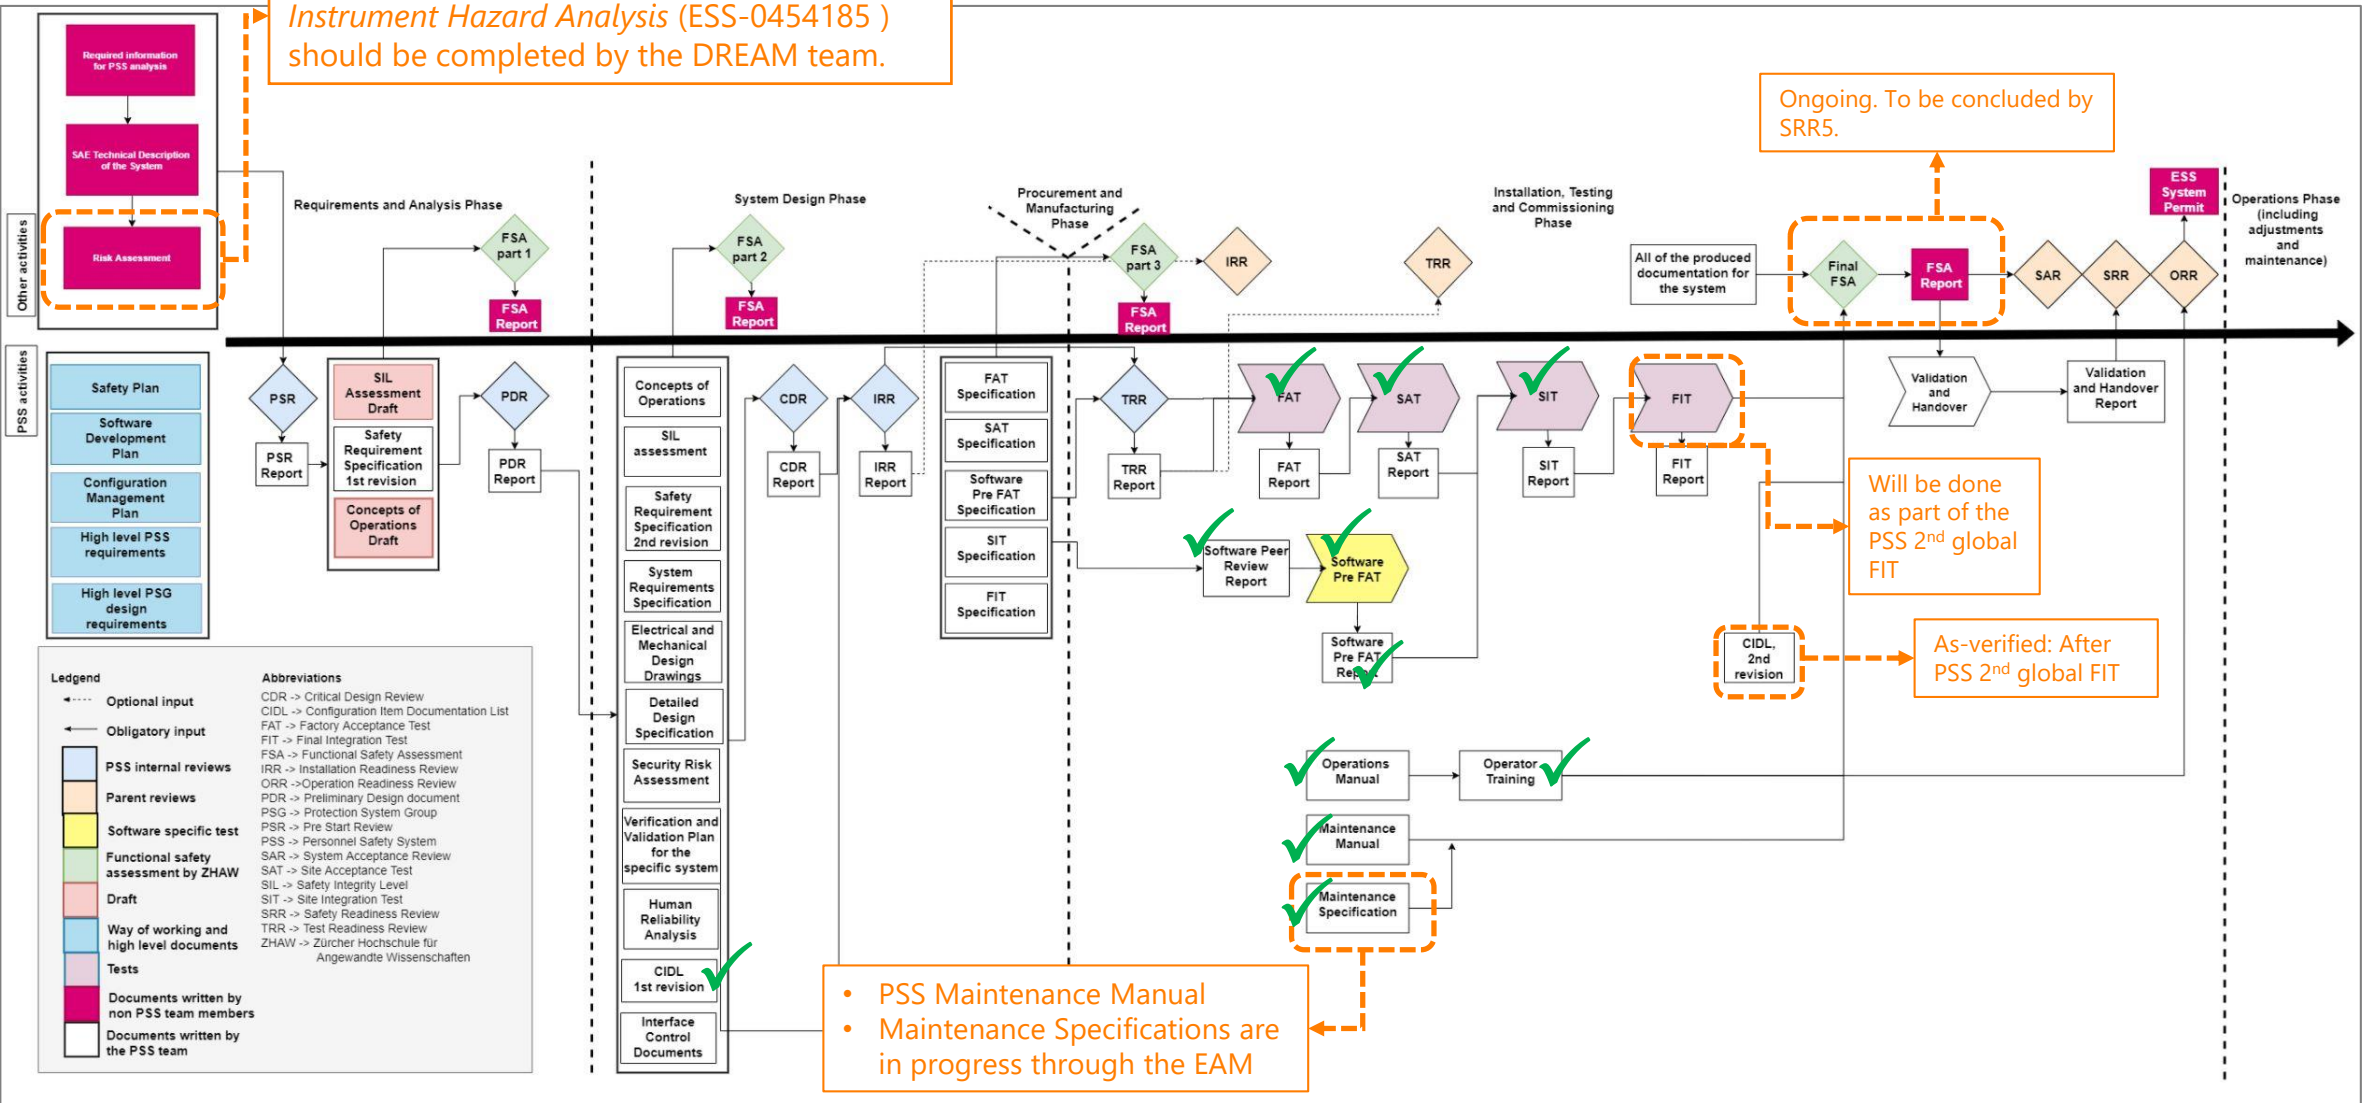 Instrument Hazard Analysis (ESS-0454185 )
should be completed by the DREAM team.
Other activities
Required information
for PSS analysis
SAE Technical Description
of the System
Risk Assessment
Requirements and Analysis Phase
FSA
part 1
FSA
Report
System Design Phase
FSA
part 2
FSA
Report
Procurement and
Manufacturing
Phase
FSA
part 3
FSA
Report
IRR
TRR
Installation, Testing
and Commissioning
Phase
Ongoing. To be concluded by
SRR5.
All of the produced
documentation for
the system
Final
FSA
FSA
Report
SAR
SRR
ORR
ESS
System
Permit
Operations Phase
(including
adjustments
and
maintenance)
PSS activities
Safety Plan
Software
Development
Plan
Configuration
Management
Plan
High level PSS
requirements
High level PSG
design
requirements
PSR
PSR
Report
SIL
Assessment
Draft
Safety
Requirement
Specification
1st revision
Concepts of
Operations
Draft
PDR
PDR
Report
Concepts of
Operations
SIL
assessment
Safety
Requirement
Specification
2nd revision
System
Requirements
Specification
Electrical and
Mechanical
Design
Drawings
Detailed
Design
Specification
Security Risk
Assessment
Verification and
Validation Plan
for the
specific system
Human
Reliability
Analysis
CIDL
1st revision
Interface
Control
Documents
CDR
CDR
Report
IRR
IRR
Report
FAT
Specification
SAT
Specification
Software
Pre FAT
Specification
SIT
Specification
FIT
Specification
TRR
TRR
Report
FAT
FAT
Report
SAT
SAT
Report
SIT
SIT
Report
FIT
FIT
Report
Validation
and
Handover
Validation
and Handover
Report
Software Peer
Review
Report
Software
Pre FAT
Software
Pre FAT
Report
Will be done
as part of the
PSS 2nd global
FIT
CIDL,
2nd
revision
As-verified: After
PSS 2nd global FIT
Operations
Manual
Operator
Training
Maintenance
Manual
Maintenance
Specification
• PSS Maintenance Manual
• Maintenance Specifications are
in progress through the EAM
Ledgend
Optional input
Obligatory input
PSS internal reviews
Parent reviews
Software specific test
Functional safety
assessment by ZHAW
Draft
Way of working and
high level documents
Tests
Documents written by
non PSS team members
Documents written by
the PSS team
Abbreviations
CDR -> Critical Design Review
CIDL -> Configuration Item Documentation List
FAT -> Factory Acceptance Test
FIT -> Final Integration Test
FSA -> Functional Safety Assessment
IRR -> Installation Readiness Review
ORR ->Operation Readiness Review
PDR -> Preliminary Design document
PSG -> Protection System Group
PSR -> Pre Start Review
PSS -> Personnel Safety System
SAR -> System Acceptance Review
SAT -> Site Acceptance Test
SIL -> Safety Integrity Level
SIT -> Site Integration Test
SRR -> Safety Readiness Review
TRR -> Test Readiness Review
ZHAW -> Zürcher Hochschule für
Angewandte Wissenschaften